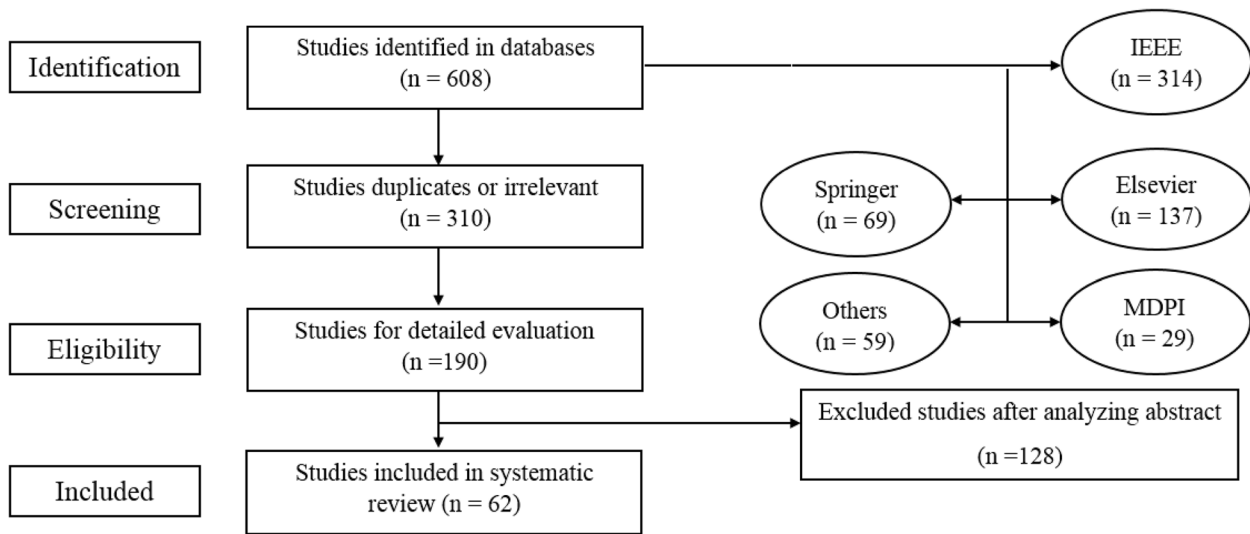 Identification
Studies identified in databases
(n = 608)
IEEE
(n = 314)
Screening
Studies duplicates or irrelevant
(n = 310)
Springer
(n = 69)
Elsevier
(n = 137)
Eligibility
Studies for detailed evaluation
(n =190)
Others
(n = 59)
MDPI
(n = 29)
Excluded studies after analyzing abstract
(n =128)
Included
Studies included in systematic
review (n = 62)